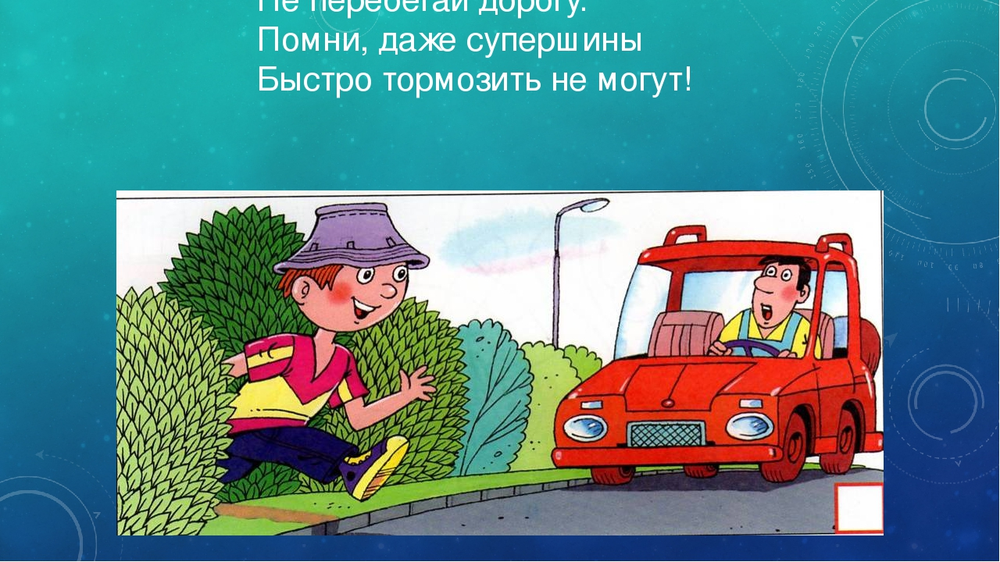 Не перебегай дорогу.
Помни, даже супершины
Быстро тормозить не могут!